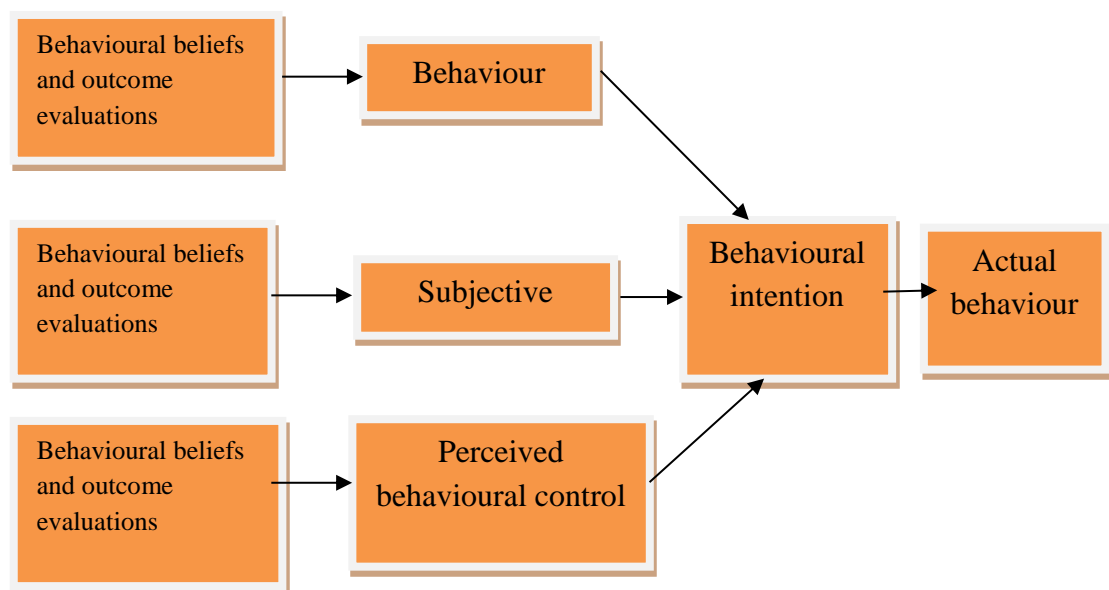 Behavioural beliefs
and outcome
evaluations
Behaviour
Behavioural beliefs
and outcome
evaluations
Subjective
Behavioural
intention
Actual
behaviour
Behavioural beliefs
and outcome
evaluations
Perceived
behavioural control